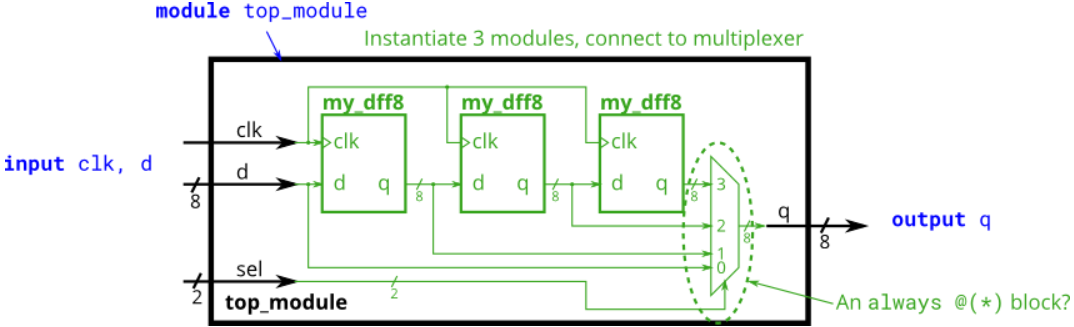 module top_module
Instantiate 3 modules, connect to multiplexer
my_dff8 my_dff8 my_dff8
clk clk clk clk
input clk, d
d d q d q d q 3
8 8 8 8
q
output q
2 8 8
1
0
sel
2 2
top_module
An always @(*) block?